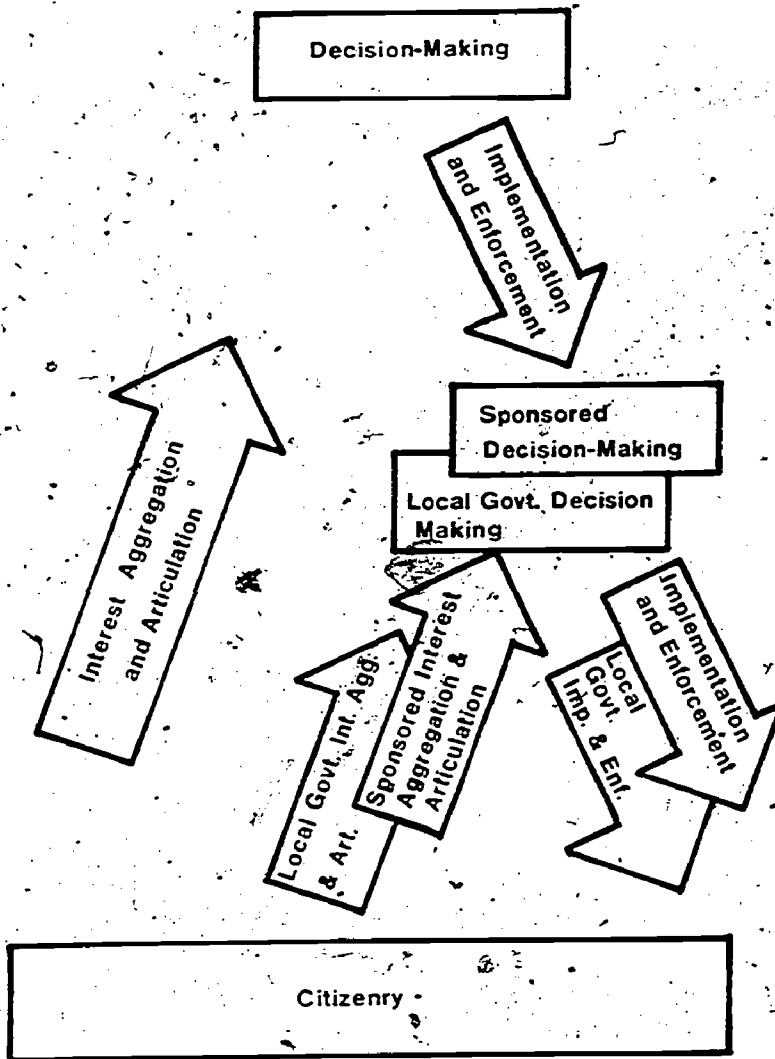 Decision-Making
Implementation
and Enforcement
Interest Aggregation
and Articulation
Sponsored
Decision-Making
Local Govt. Decision
Making
Local Govt. Int. Agg.
& Art.
Sponsored Interest
Aggregation &
Articulation
Implementation
and Enforcement
Local
Govt.
Imp. & Enf.
Citizenry